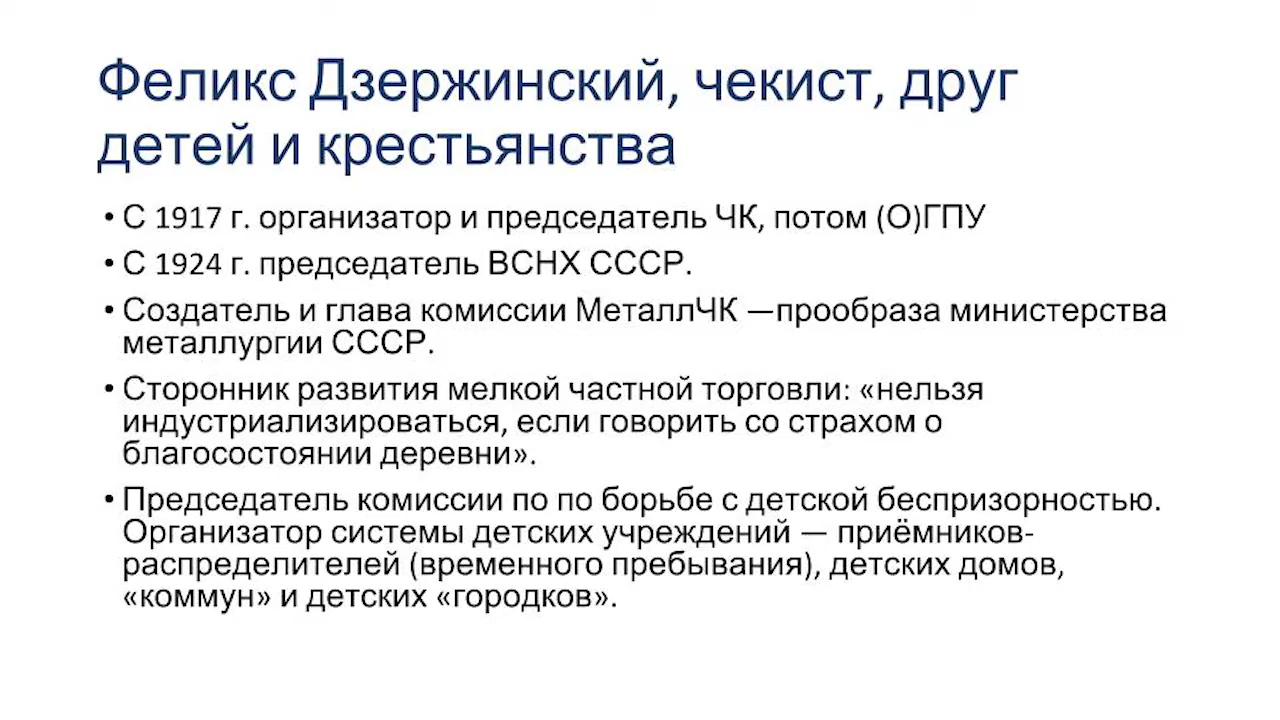 Феликс Дзержинский, чекист, друг
детей и крестьянства
• С 1917 г. организатор и председатель ЧК, потом (О)ГПУ
• С 1924 г. председатель ВСНХ СССР.
• Создатель и глава комиссии МеталлЧК —прообраза министерства
металлургии СССР.
• Сторонник развития мелкой частной торговли: «нельзя
индустриализироваться, если говорить со страхом о
благосостоянии деревни».
• Председатель комиссии по по борьбе с детской беспризорностью.
Организатор системы детских учреждений — приёмников-
распределителей (временного пребывания), детских домов,
«коммун» и детских «городков».